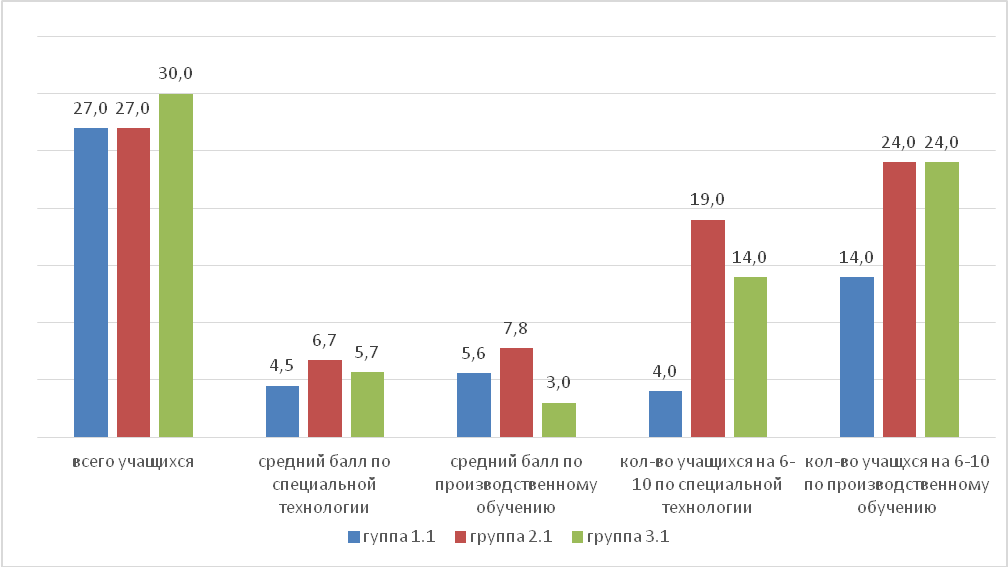 30,0
27,0 27,0
24,0 24,0
19,0
14,0 14,0
7,8
6,7
5,7
5,6
4,5
4,0
3,0
всего учащихся
средний балл по
специальной
технологии
средний балл по
производственному
обучению
кол-во учащихся на 6-
10 по специальной
технологии
кол-во учащхся на 6-10
по производственному
обучению
гуппа 1.1 группа 2.1 группа 3.1